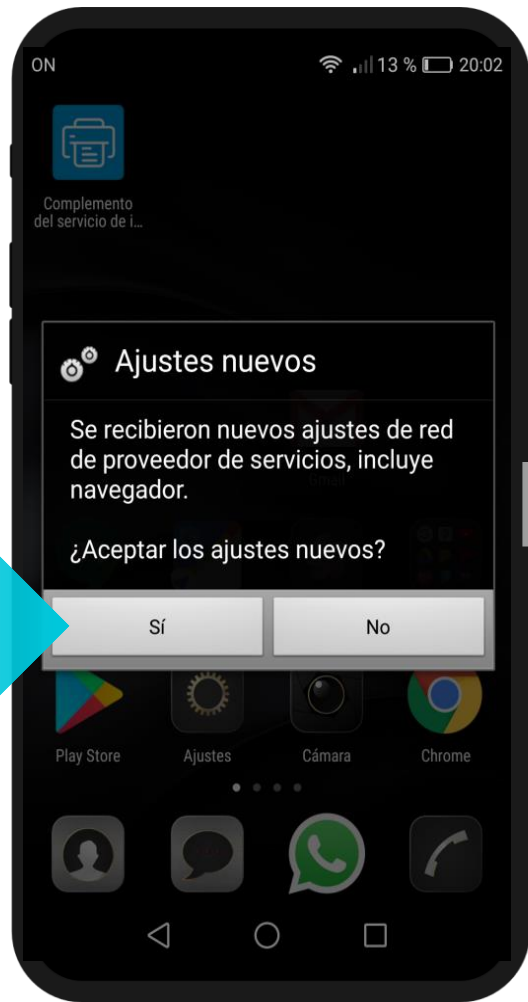 ON
13 % 20:02
Complemento
del servicio de i...
Ajustes nuevos
Se recibieron nuevos ajustes de red
de proveedor de servicios, incluye
navegador.
Gmail
¿Aceptar los ajustes nuevos?
Sí No
Play Store Ajustes Cámara Chrome